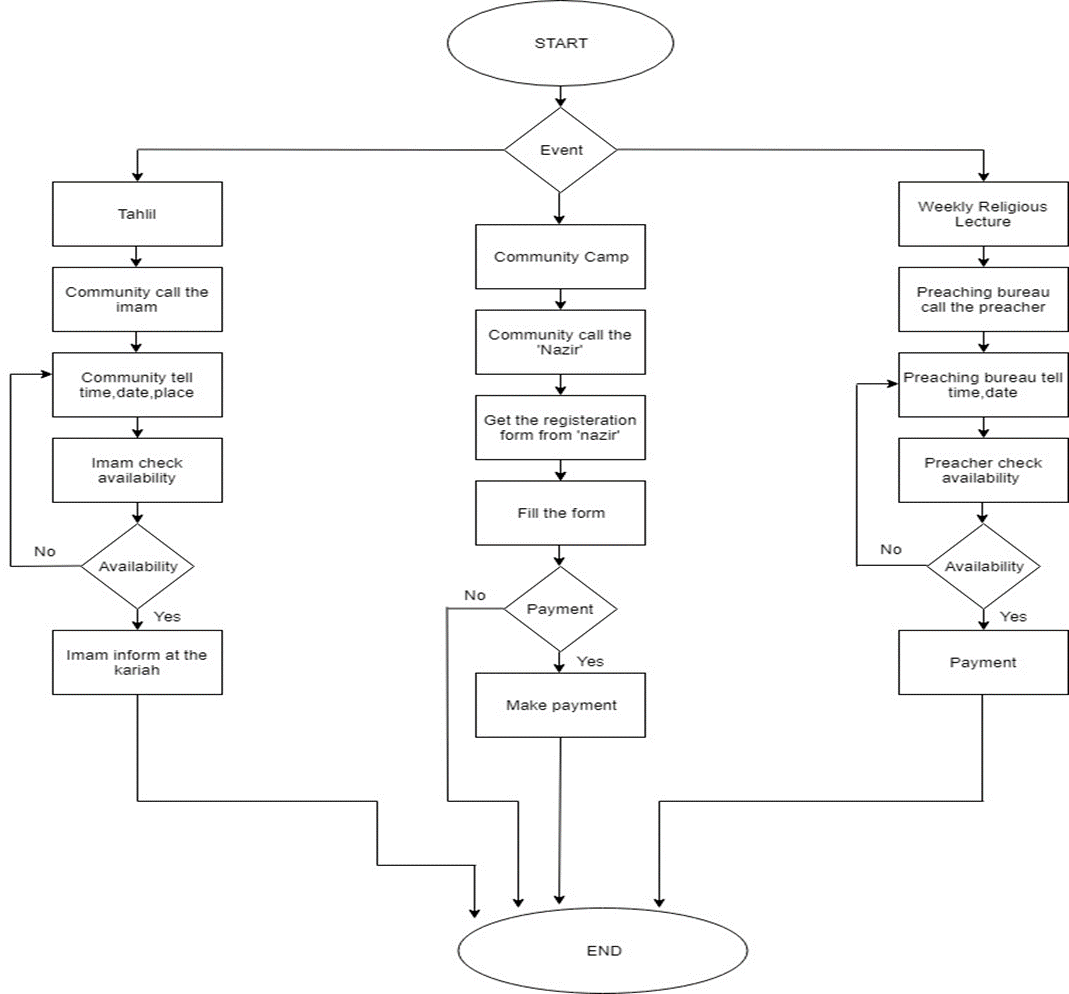 START
Event
Tahlil
Community call the
imam
Community tell
time,date,place
Imam check
availability
Availability
No
Yes
Imam inform at the
kariah
Community Camp
Community call the
'Nazir'
Get the registeration
form from 'nazir'
Fill the form
Payment
No
Yes
Make payment
Weekly Religious
Lecture
Preaching bureau
call the preacher
Preaching bureau tell
time,date
Preacher check
availability
Availability
No
Yes
Payment
END